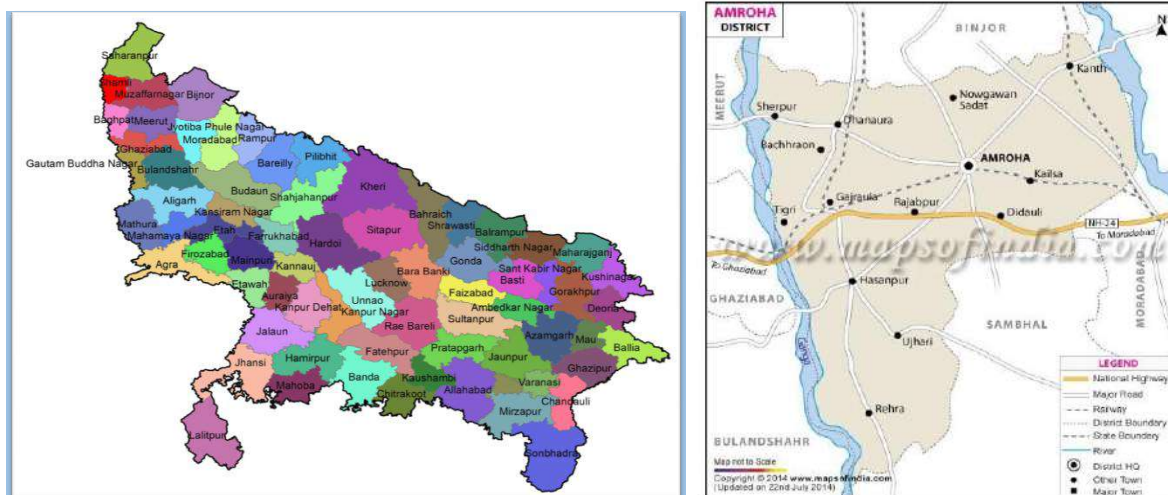 Saharanpur
Shamli
Muzaffarnagar
Bijnor
Baghpat
Meerut
Jyotiba Phule Nagar
Moradabad
Rampur
Ghaziabad
Gautam Buddha Nagar
Bulandshahr
Bareilly
Pilibhit
Budaun
Shahjahanpur
Kheri
Aligarh
Kansiram Nagar
Bahraich
Shrawasti
Balrampur
Mathura
Mahamaya Nagar
Etah
Farrukhabad
Hardoi
Sitapur
Siddharth Nagar
Maharajganj
Agra
Firozabad
Mainpuri
Kannauj
Gonda
Bara Banki
Sant Kabir Nagar
Basti
Kushinagar
Etawah
Lucknow
Faizabad
Gorakhpur
Auraiya
Unnao
Kanpur Dehat
Kanpur Nagar
Ambedkar Nagar
Deoria
Sultanpur
Jalaun
Rae Bareli
Azamgarh
Mau
Ballia
Jhansi
Hamirpur
Fatehpur
Pratapgarh
Jaunpur
Ghazipur
Mahoba
Banda
Kaushambi
Chitrakoot
Allahabad
Varanasi
Chandauli
Mirzapur
Lalitpur
Sonbhadra
AMROHA
DISTRICT
BINJOR
N
MEERUT
Kanth
Sherpur
Nowgawan
Sadat
Dhanaura
Bachhraon
AMROHA
Kailsa
Gajraula
Rajabpur
Tigri
Didauli
NH-24
To Moradabad
www.mapsofindia.com
To Ghaziabad
Hasanpur
GHAZIABAD
MORADABAD
SAMBHAL
Ujhari
Ganga
Rehra
BULANDSHAHR
LEGEND
National Highway
Major Road
Railway
District Boundary
State Boundary
River
District HQ
Other Town
Major Town
Map not to Scale
Copyright © 2014 www.mapsofindia.com
(Updated on 22nd July 2014)